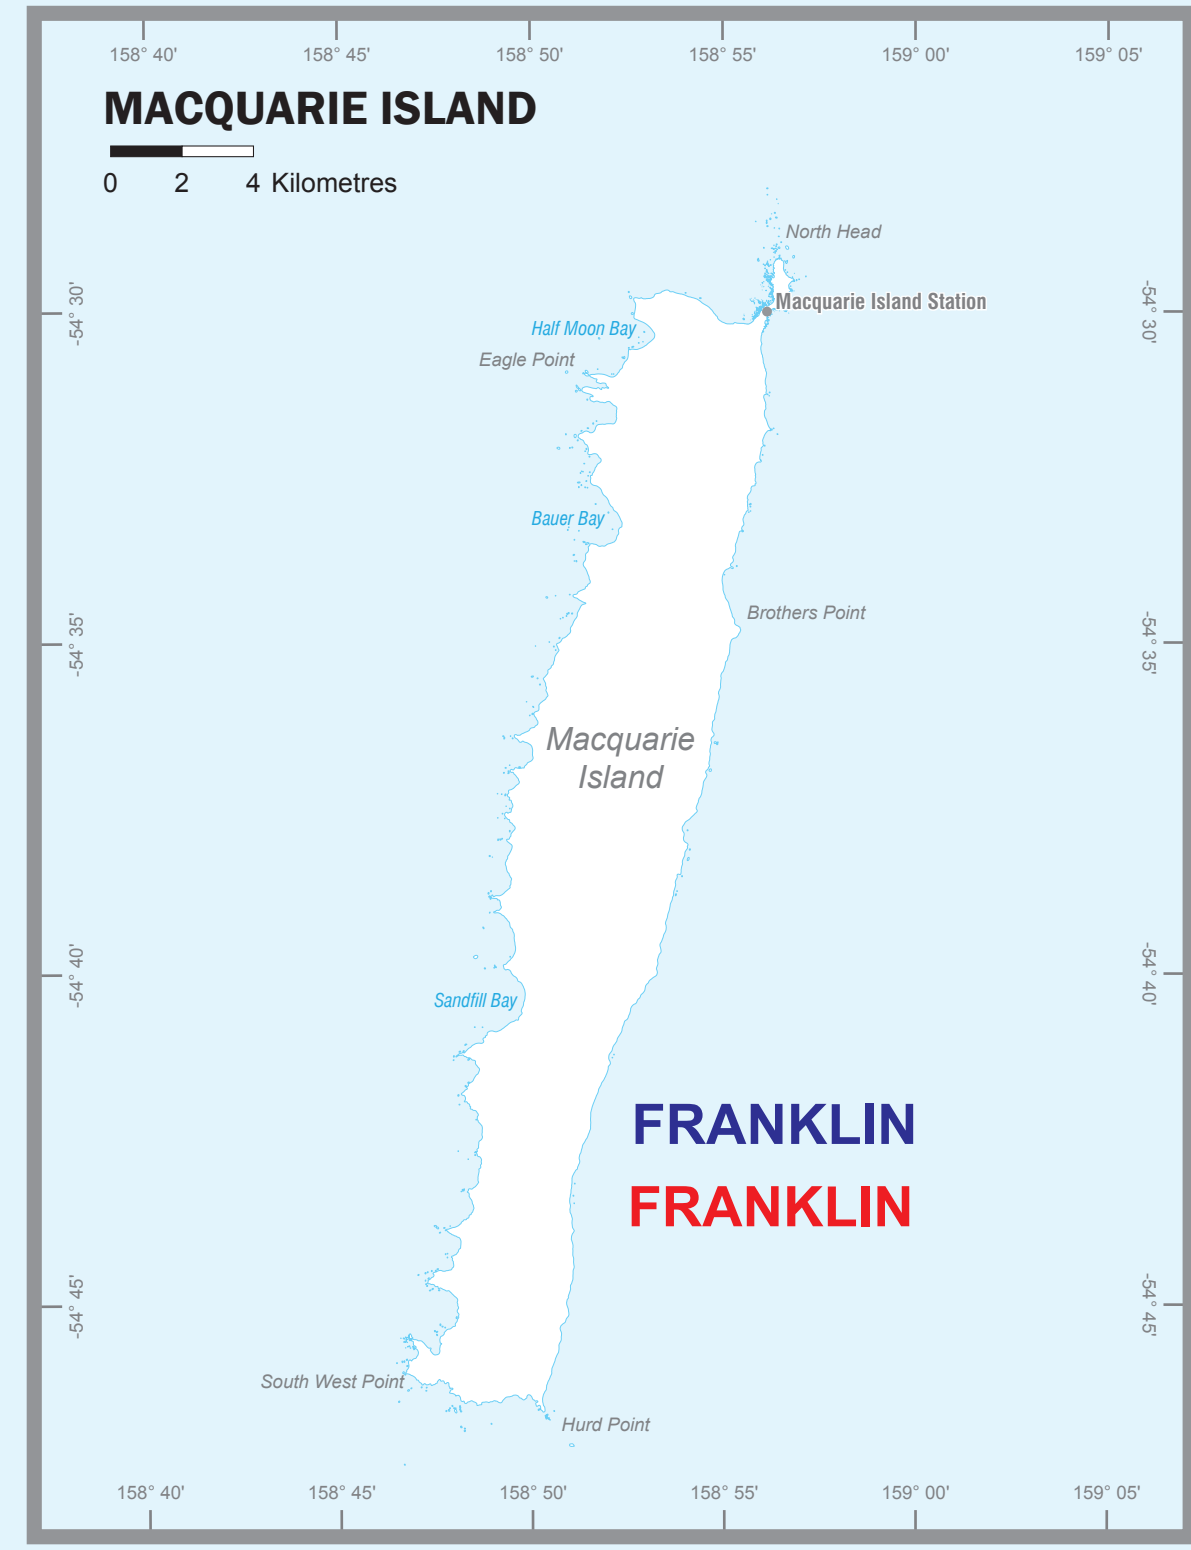 158° 40' 158° 45' 158° 50' 158° 55' 159° 00' 159° 05'
MACQUARIE ISLAND
0 2 4 Kilometres
North Head
Macquarie Island Station
-54° 30' -54° 30'
Half Moon Bay
Eagle Point
Bauer Bay
Brothers Point
-54° 35' -54° 35'
Macquarie
Island
-54° 40' -54° 40'
Sandfill Bay
FRANKLIN
FRANKLIN
-54° 45' -54° 45'
South West Point
Hurd Point
158° 40' 158° 45' 158° 50' 158° 55' 159° 00' 159° 05'